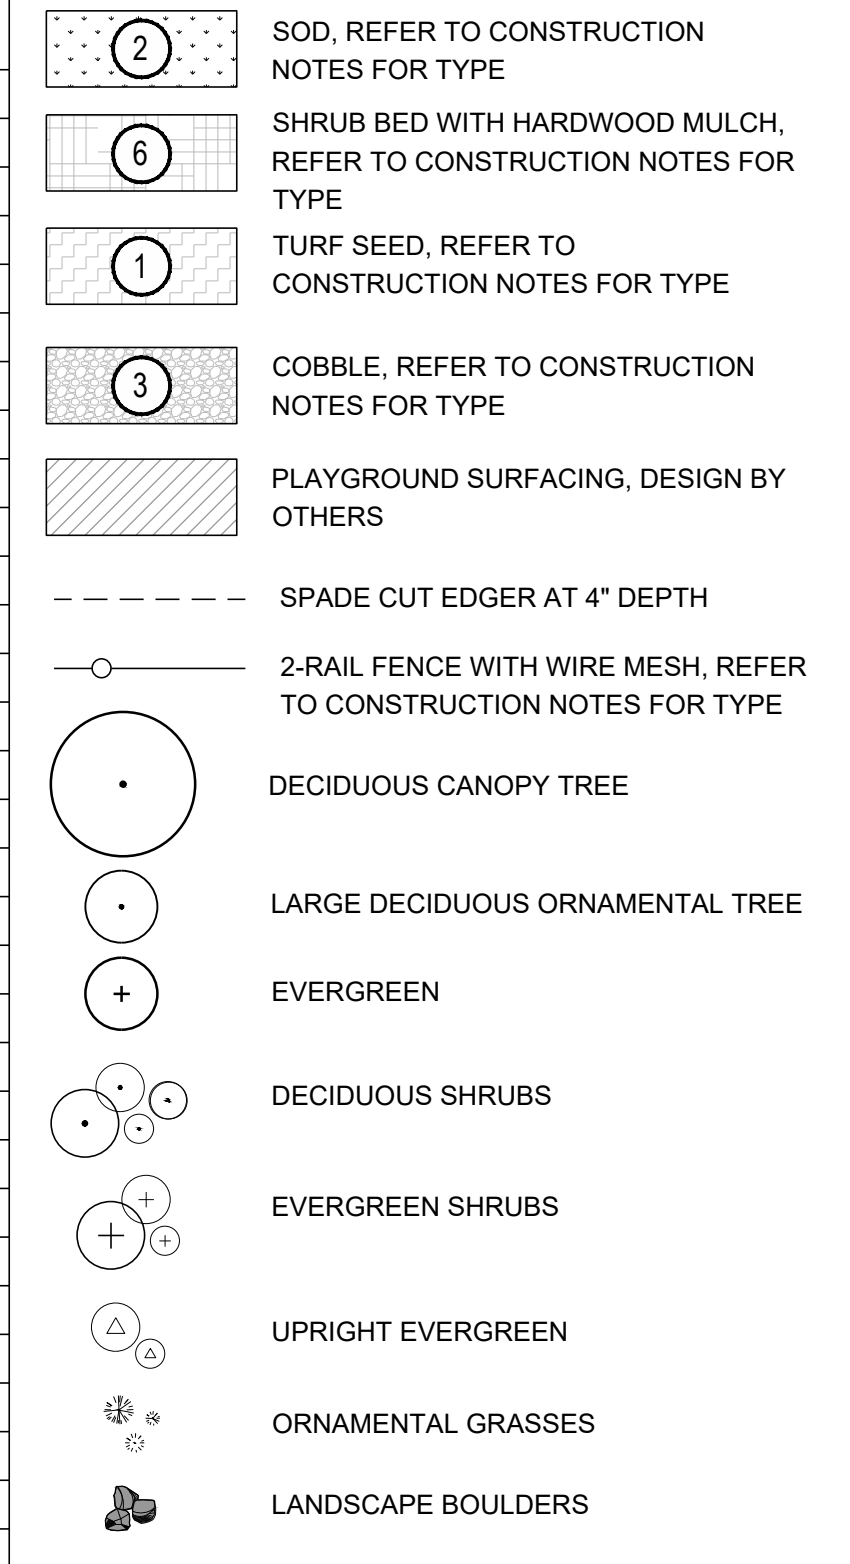 2
SOD, REFER TO CONSTRUCTION
NOTES FOR TYPE
6
SHRUB BED WITH HARDWOOD MULCH,
REFER TO CONSTRUCTION NOTES FOR
TYPE
1
TURF SEED, REFER TO
CONSTRUCTION NOTES FOR TYPE
3
COBBLE, REFER TO CONSTRUCTION
NOTES FOR TYPE
PLAYGROUND SURFACING, DESIGN BY
OTHERS
SPADE CUT EDGER AT 4" DEPTH
2-RAIL FENCE WITH WIRE MESH, REFER
TO CONSTRUCTION NOTES FOR TYPE
DECIDUOUS CANOPY TREE
LARGE DECIDUOUS ORNAMENTAL TREE
EVERGREEN
DECIDUOUS SHRUBS
EVERGREEN SHRUBS
UPRIGHT EVERGREEN
ORNAMENTAL GRASSES
LANDSCAPE BOULDERS